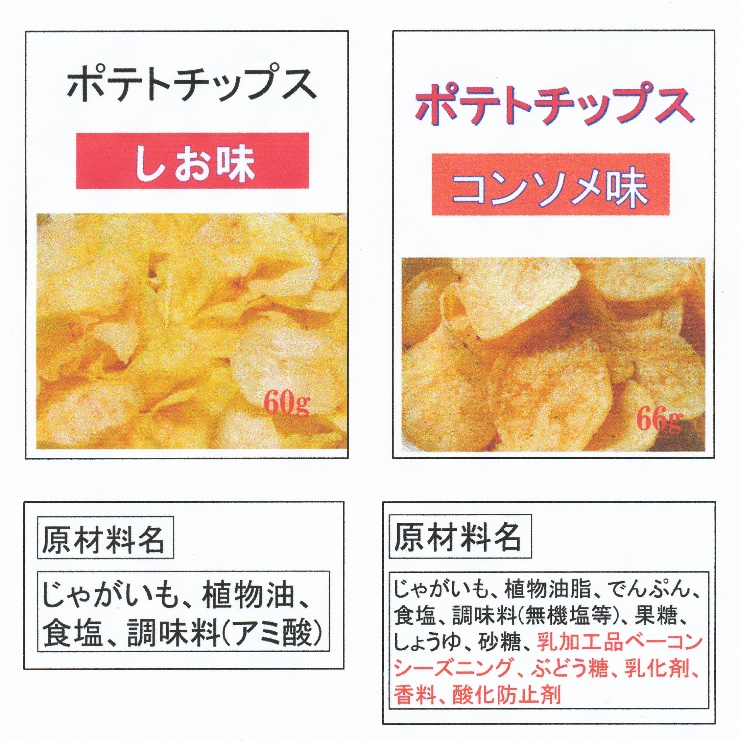 ポテトチップス
しお味
60g
原材料名
じゃがいも、植物油、
食塩、調味料(アミ酸)
ポテトチップス
コンソメ味
66g
原材料名
じゃがいも、植物油脂、でんぷん、
食塩、調味料(無機塩等)、果糖、
しょうゆ、砂糖、乳加工品ベーコン
シーズニング、ぶどう糖、乳化剤、
香料、酸化防止剤